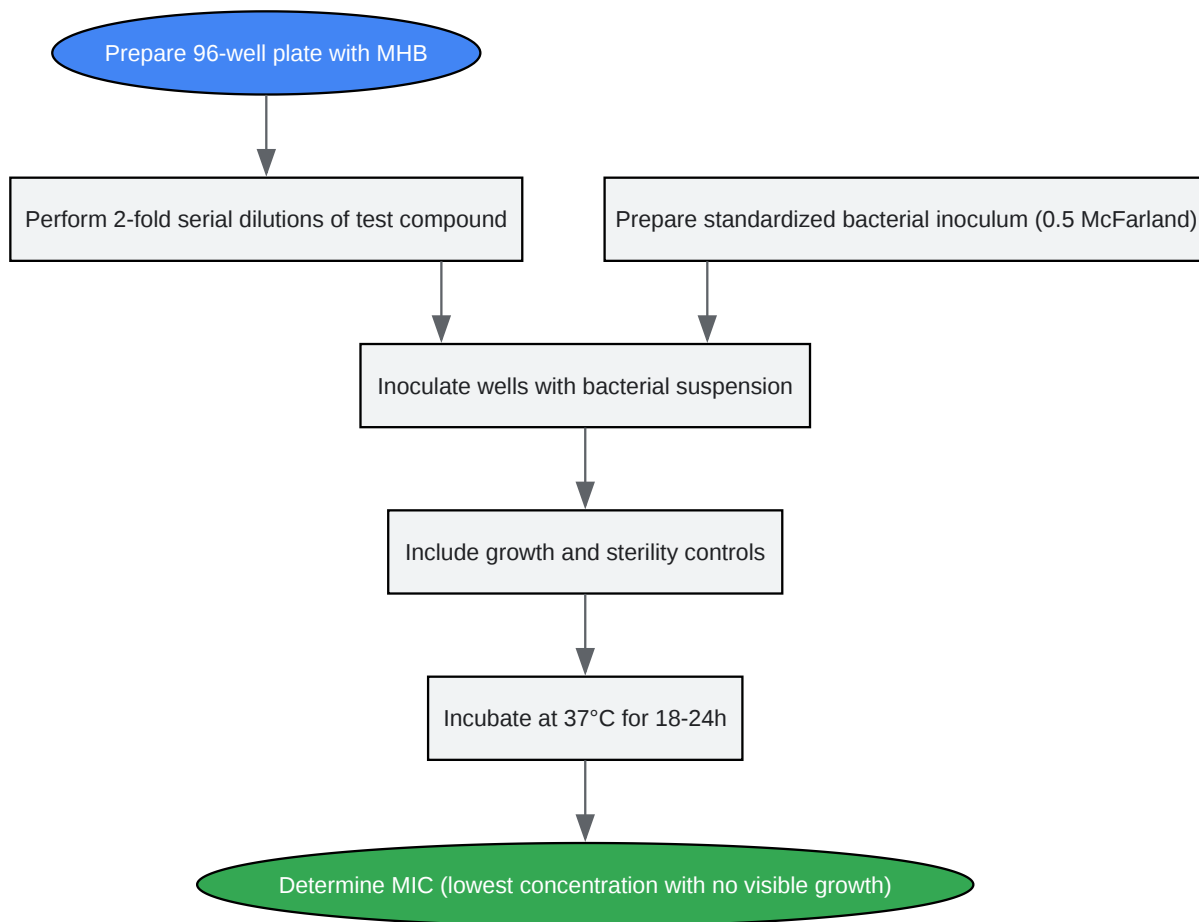 Prepare 96-well plate with MHB
Perform 2-fold serial dilutions of test compound
Prepare standardized bacterial inoculum (0.5 McFarland)
Inoculate wells with bacterial suspension
Include growth and sterility controls
Incubate at 37°C for 18-24h
Determine MIC (lowest concentration with no visible growth)